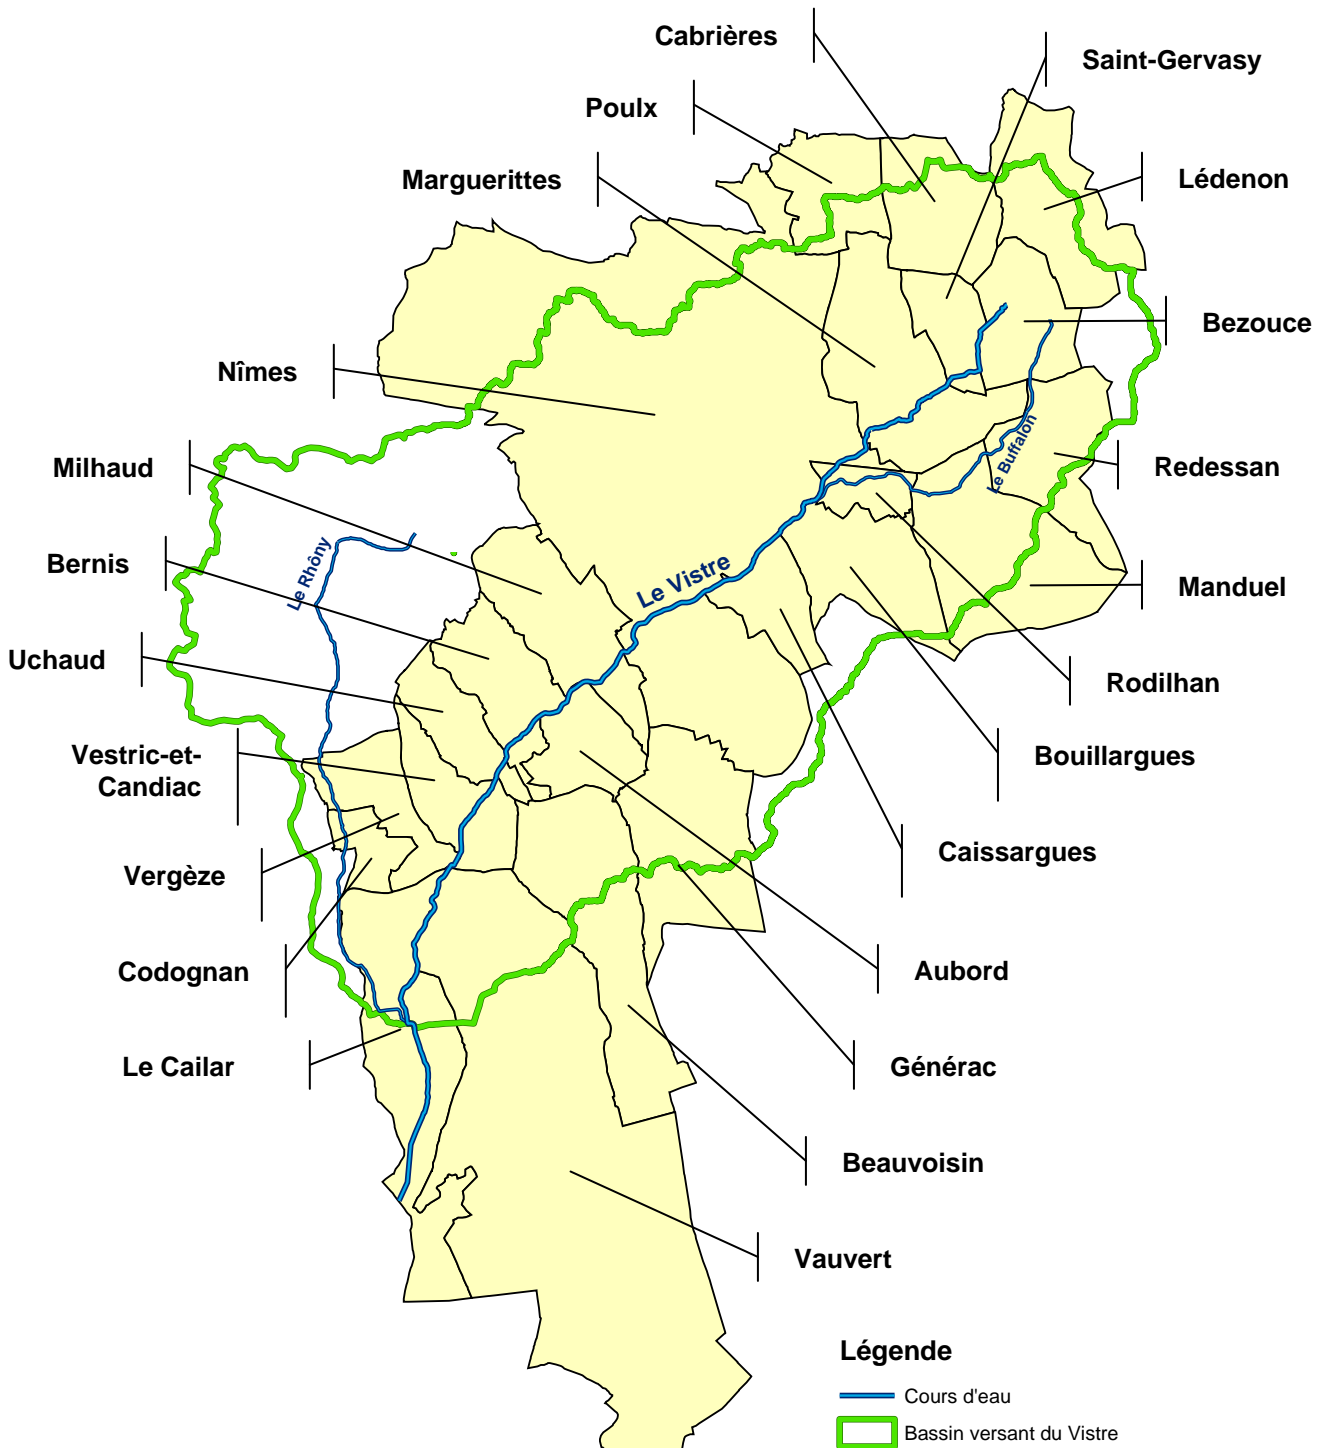 Cabrières
Saint-Gervasy
Poulx
Marguerittes
Lédenon
Bezouce
Nîmes
Le Buffalon
Milhaud
Redessan
Bernis
Le Rhôny
Le Vistre
Manduel
Uchaud
Rodilhan
Vestric-et-
Candiac
Bouillargues
Caissargues
Vergèze
Codognan
Aubord
Le Cailar
Générac
Beauvoisin
Vauvert
Légende
Cours d'eau
Bassin versant du Vistre